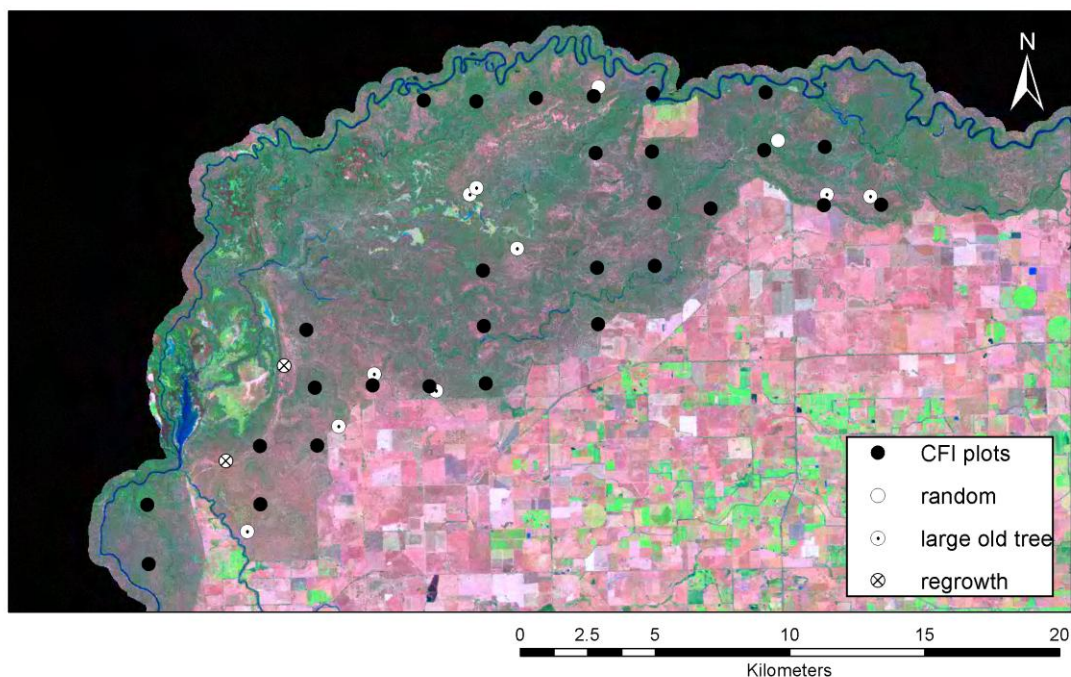 N
CFI plots
random
large old tree
regrowth
0 2.5 5 10 15 20
Kilometers